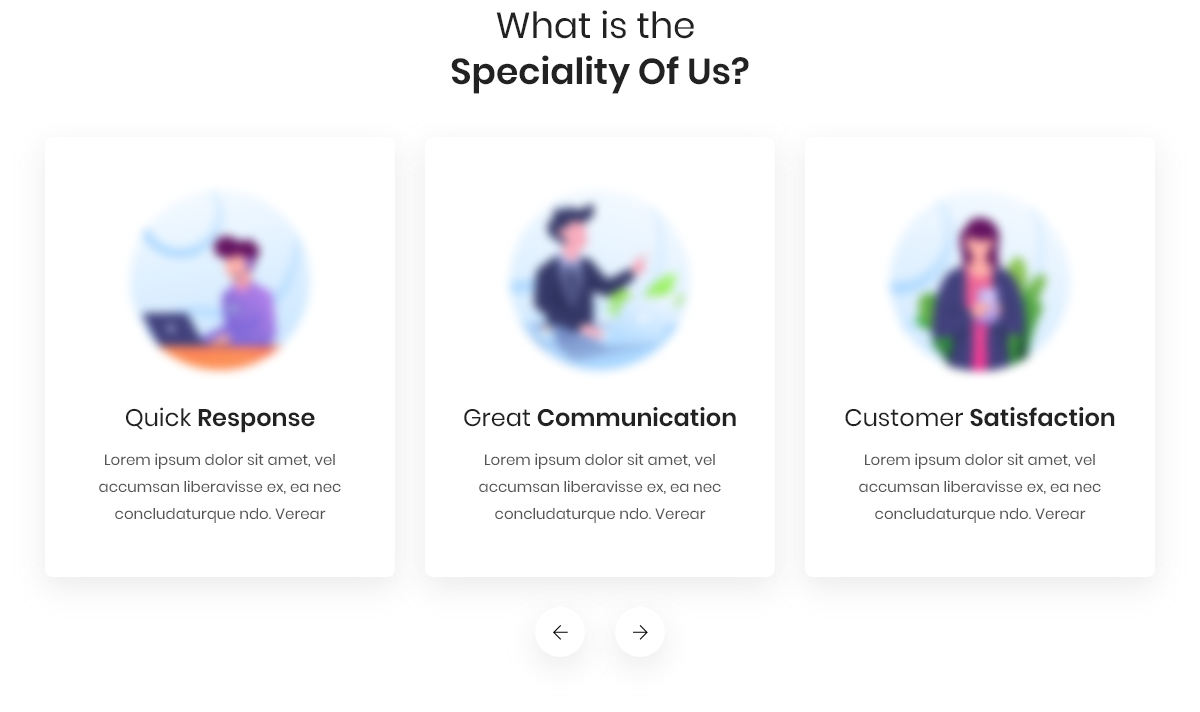 What is the
Speciality Of Us?
Quick Response
Lorem ipsum dolor sit amet, vel
accumsan liberavisse ex, ea nec
concludaturque ndo. Verear
Great Communication
Lorem ipsum dolor sit amet, vel
accumsan liberavisse ex, ea nec
concludaturque ndo. Verear
Customer Satisfaction
Lorem ipsum dolor sit amet, vel
accumsan liberavisse ex, ea nec
concludaturque ndo. Verear